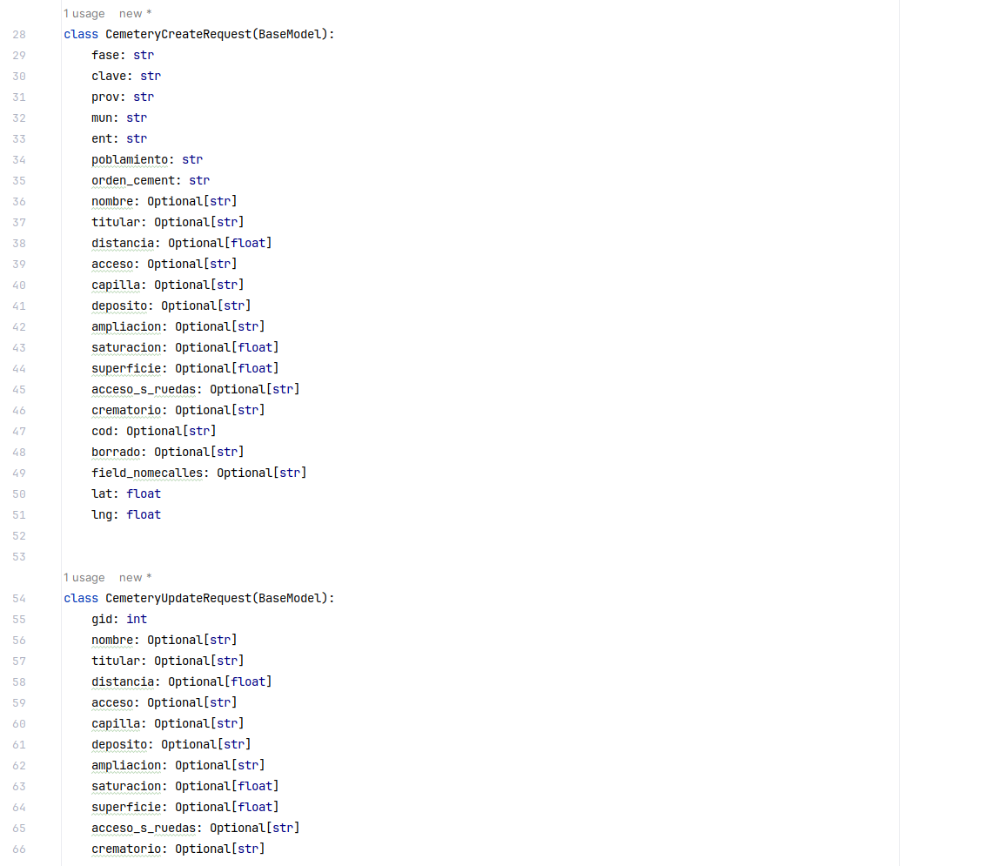 1 usage new *
28 class CemeteryCreateRequest(BaseModel):
29 fase: str
30 clave: str
31 prov: str
32 mun: str
33 ent: str
34 poblamiento: str
35 orden_cement: str
36 nombre: Optional[str]
37 titular: Optional[str]
38 distancia: Optional[float]
39 acceso: Optional[str]
40 capilla: Optional[str]
41 deposito: Optional[str]
42 ampliacion: Optional[str]
43 saturacion: Optional[float]
44 superficie: Optional[float]
45 acceso_s_ruedas: Optional[str]
46 crematorio: Optional[str]
47 cod: Optional[str]
48 borrado: Optional[str]
49 field_nomecalles: Optional[str]
50 lat: float
51 lng: float
52
53
1 usage new *
54 class CemeteryUpdateRequest(BaseModel):
55 gid: int
56 nombre: Optional[str]
57 titular: Optional[str]
58 distancia: Optional[float]
59 acceso: Optional[str]
60 capilla: Optional[str]
61 deposito: Optional[str]
62 ampliacion: Optional[str]
63 saturacion: Optional[float]
64 superficie: Optional[float]
65 acceso_s_ruedas: Optional[str]
66 crematorio: Optional[str]